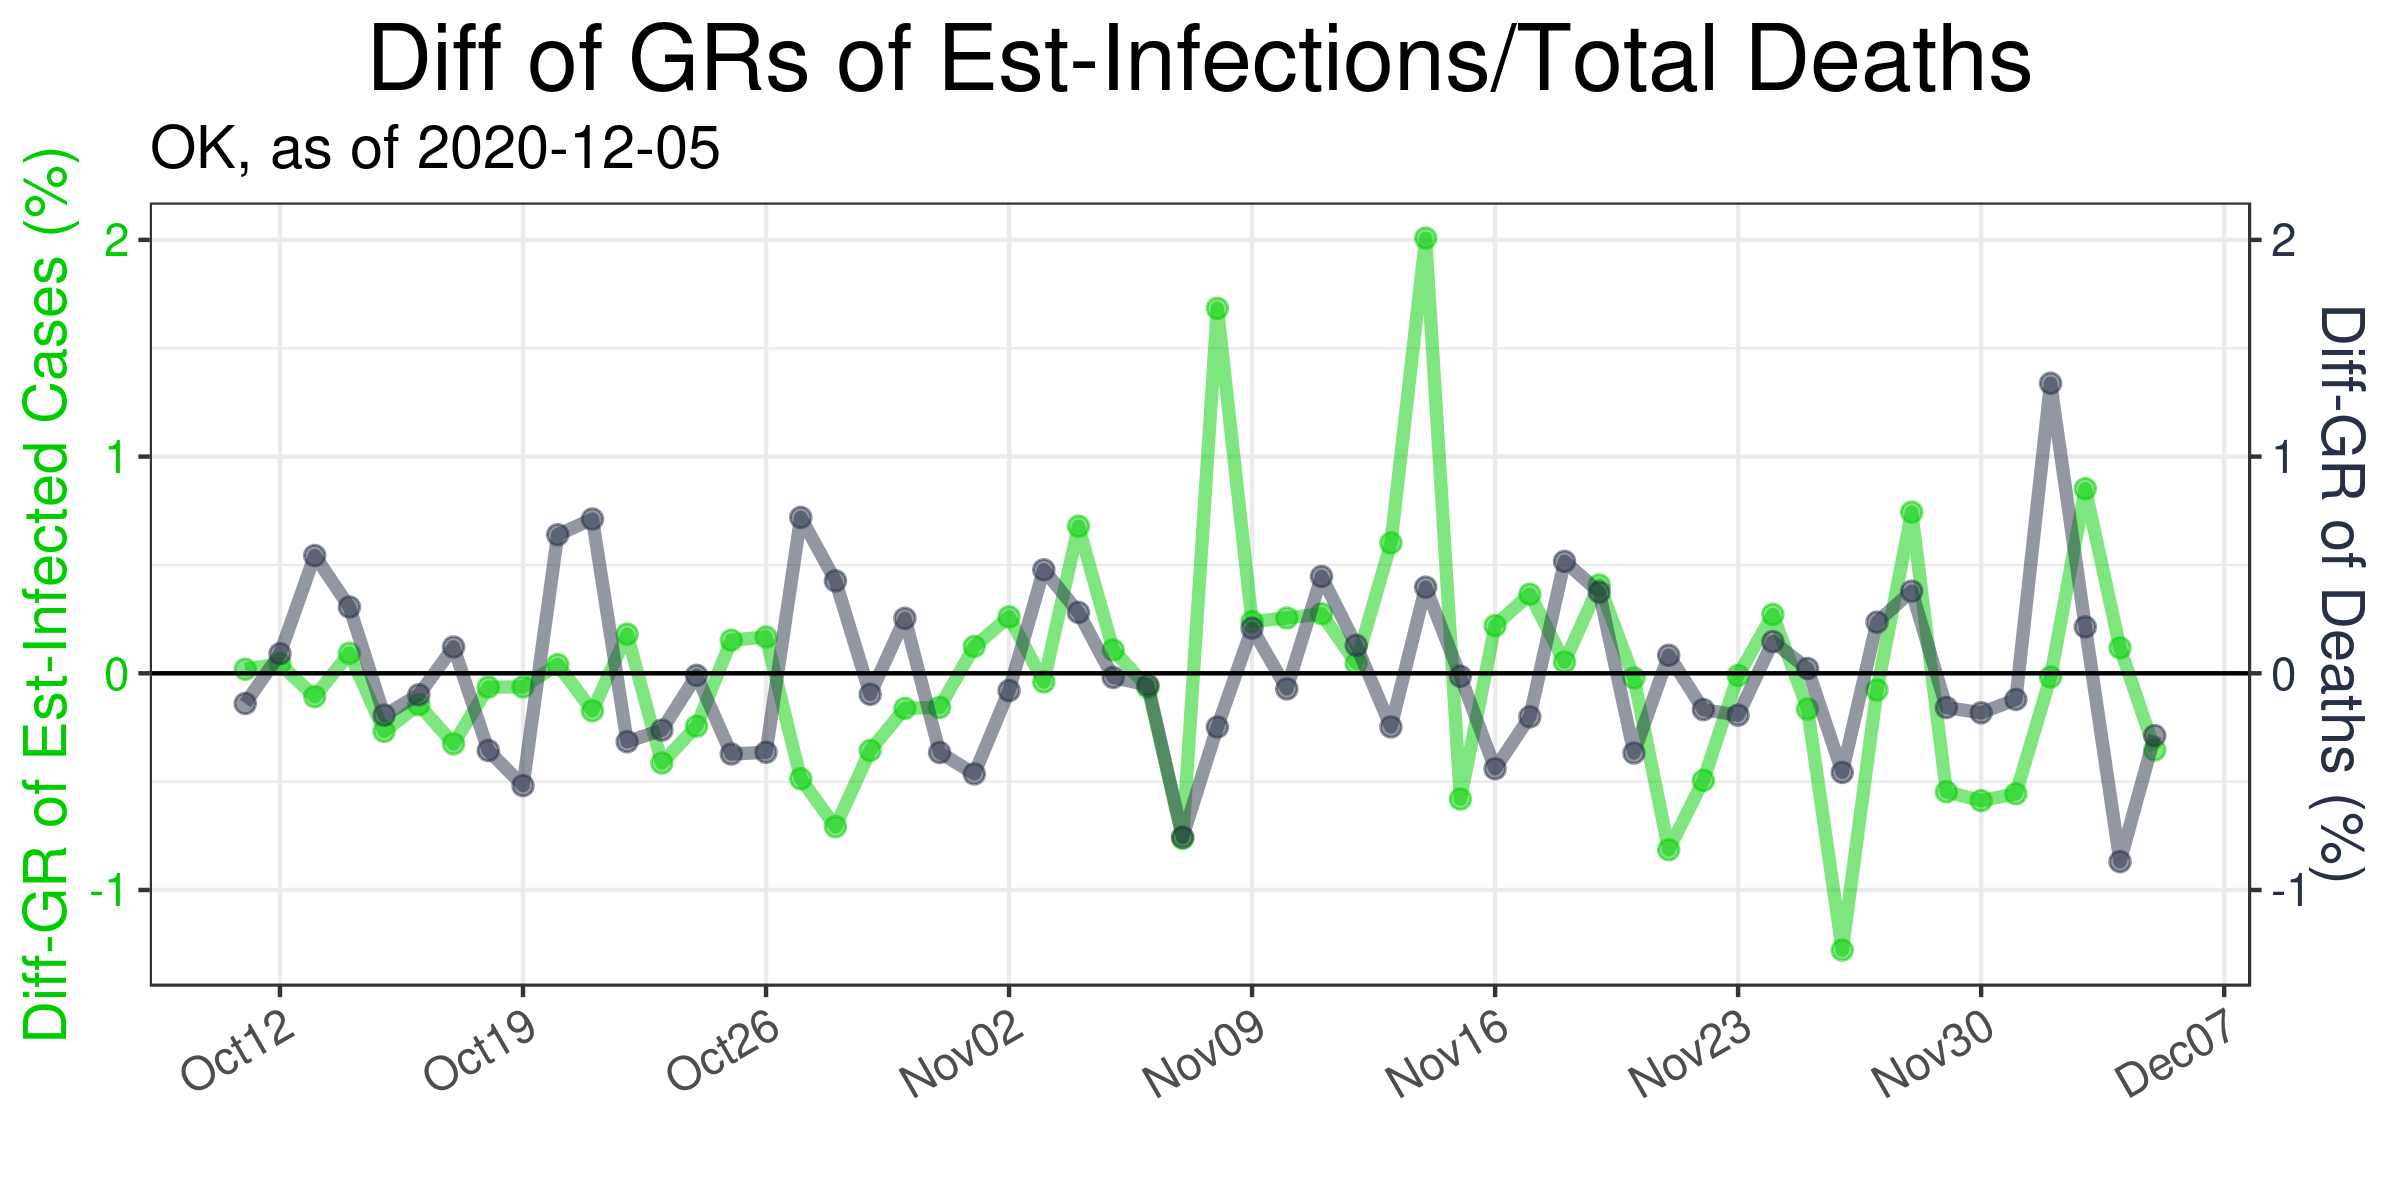 Diff of GRs of Est-Infections/Total Deaths
OK, as of 2020-12-05
Diff-GR of Est-Infected Cases (%)
2
1
0
-1
2
1
0
-1
Diff-GR of Deaths (%)
Oct12
Oct19
Oct26
Nov02
Nov09
Nov16
Nov23
Nov30
Dec07